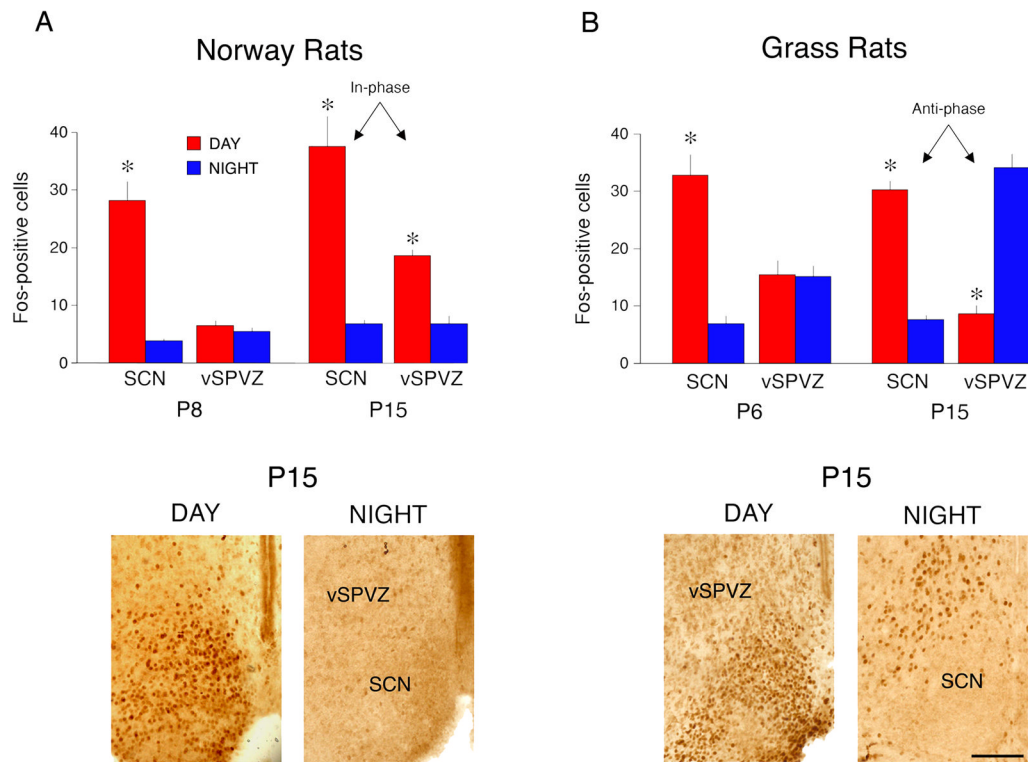 A
Norway Rats
In-phase
DAY
NIGHT
Fos-positive cells
40
30
20
10
0
*
*
*
SCN
vSPVZ
SCN
vSPVZ
P8
P15
P15
DAY
NIGHT
vSPVZ
SCN
B
Grass Rats
Anti-phase
Fos-positive cells
40
30
20
10
0
*
*
*
SCN
vSPVZ
SCN
vSPVZ
P6
P15
P15
DAY
NIGHT
vSPVZ
SCN